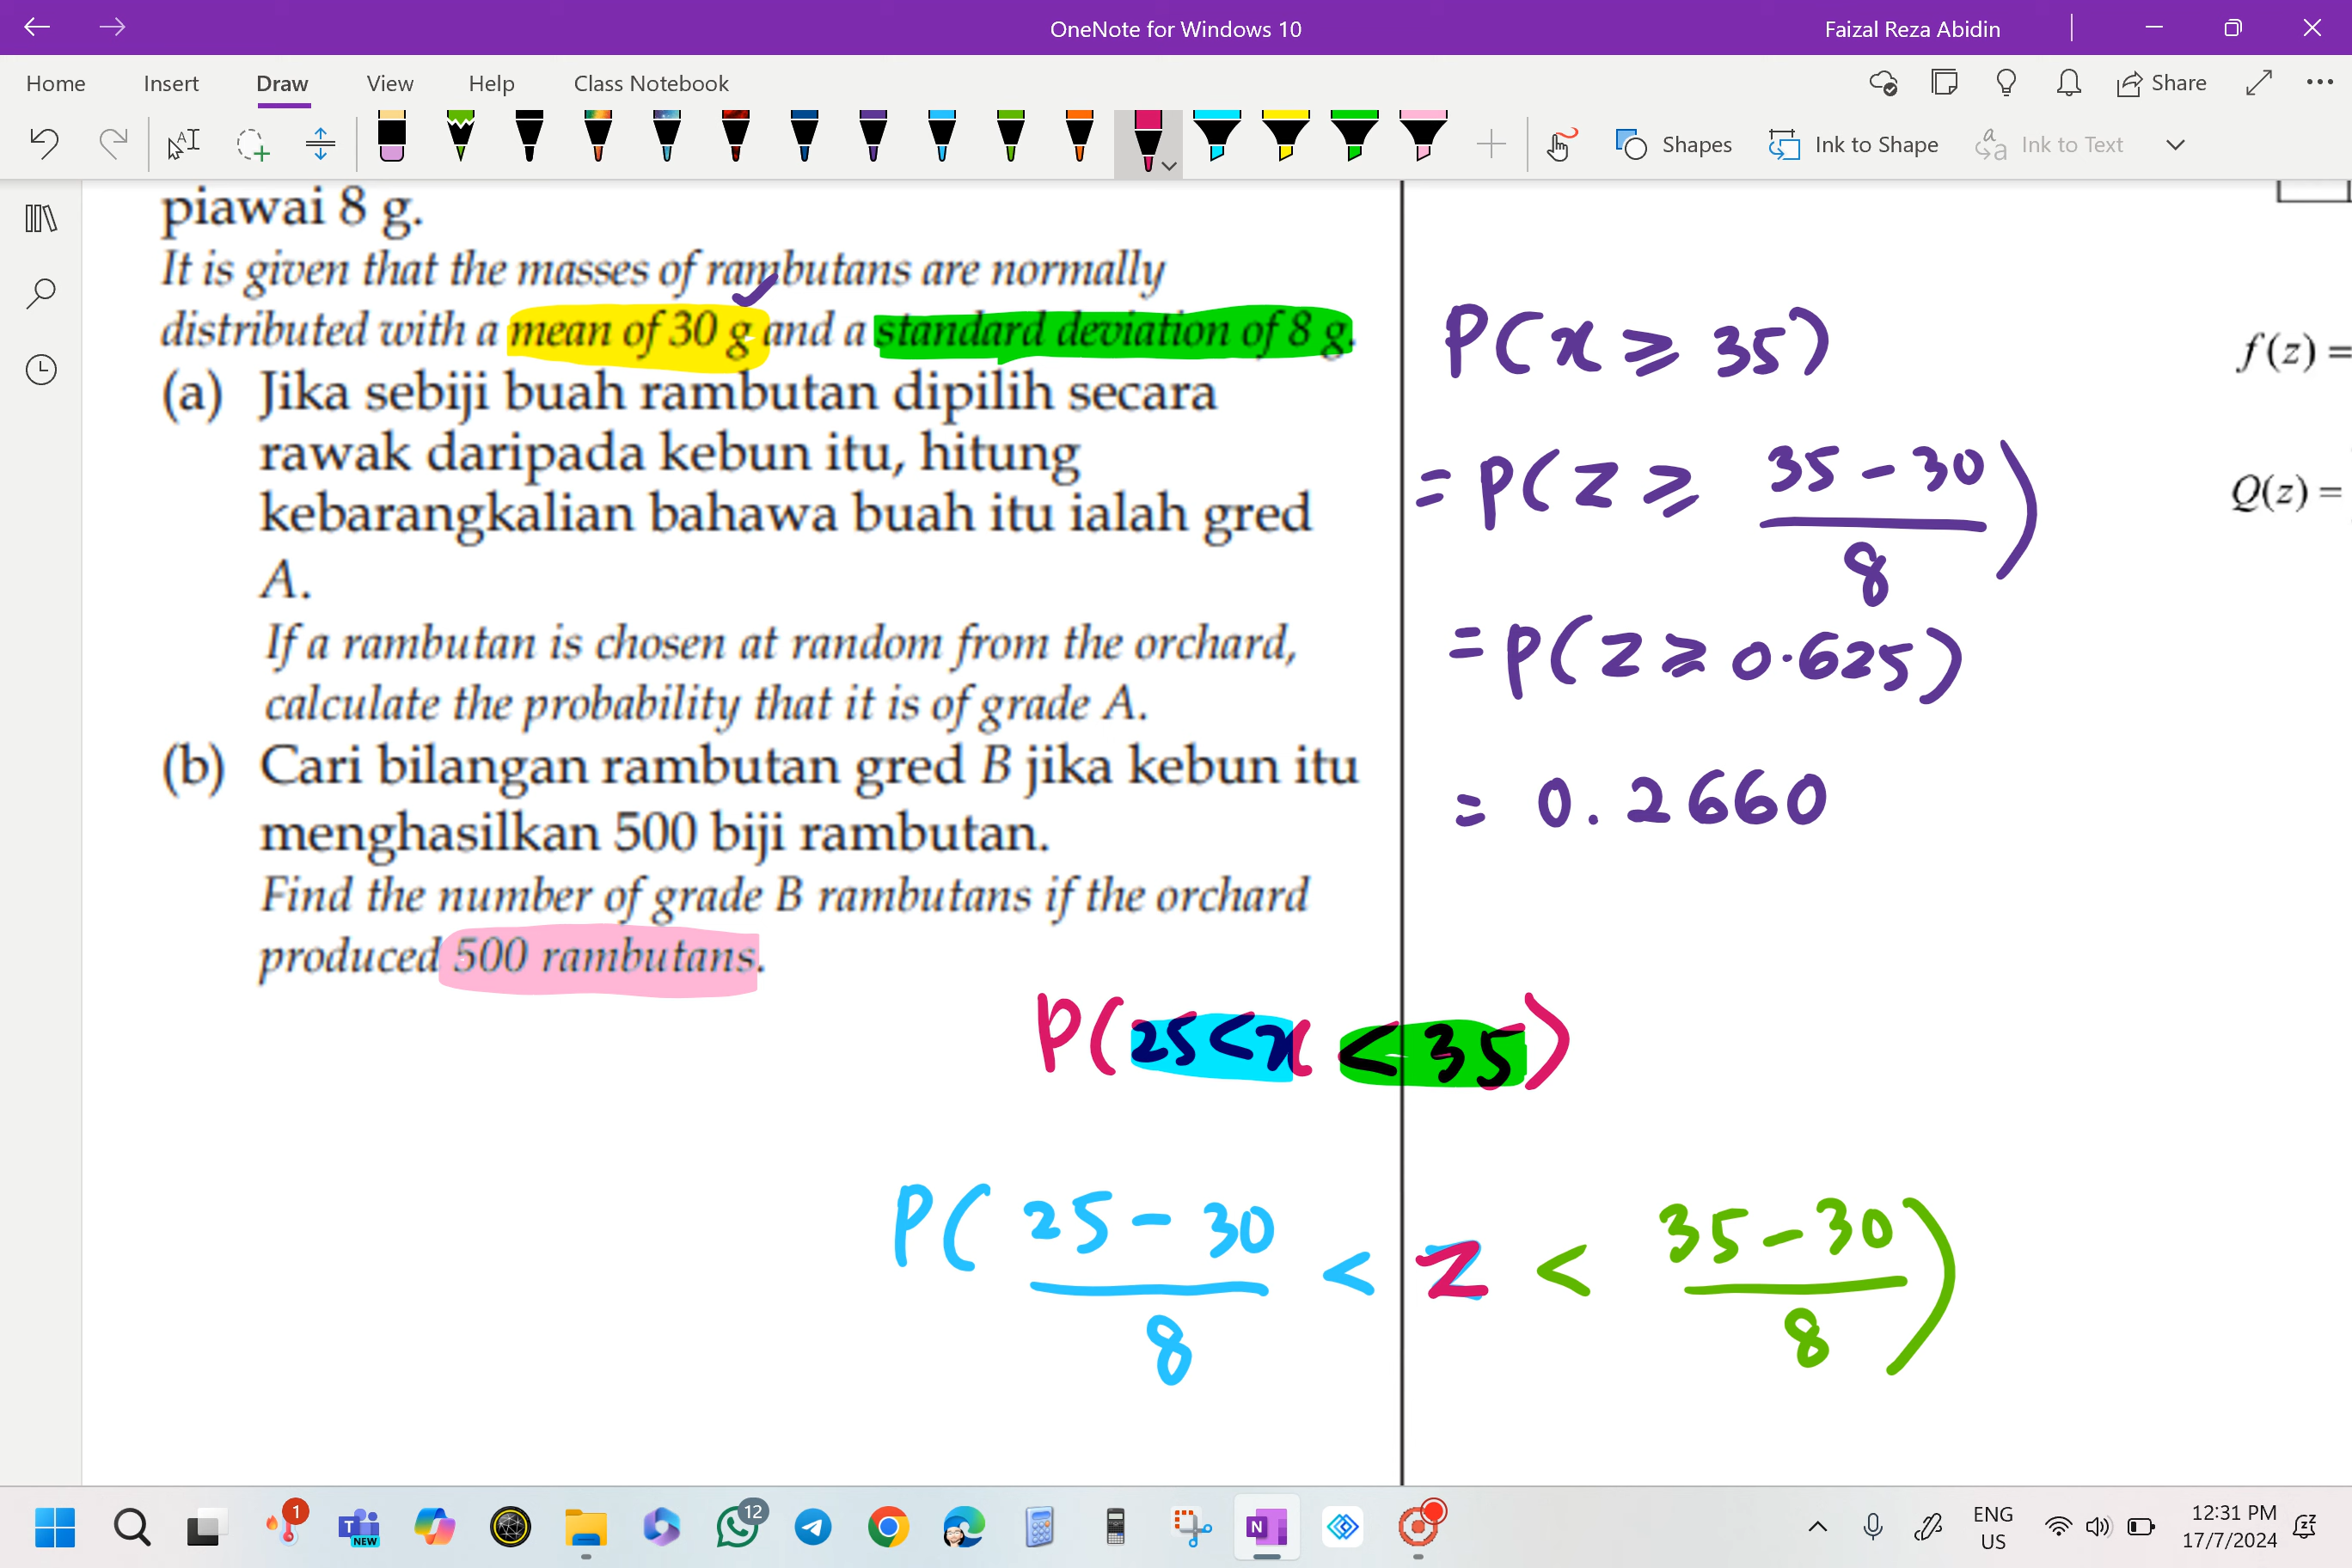 OneNote for Windows 10
Faizal Reza Abidin
Home Insert Draw View Help Class Notebook
Share
Shapes Ink to Shape Ink to Text
piawai 8 g.
It is given that the masses of rambutans are normally
distributed with a mean of 30 g and a standard deviation of 8 g.
(a) Jika sebiji buah rambutan dipilih secara
rawak daripada kebun itu, hitung
kebarangkalian bahawa buah itu ialah gred
A.
If a rambutan is chosen at random from the orchard,
calculate the probability that it is of grade A.
(b) Cari bilangan rambutan gred B jika kebun itu
menghasilkan 500 biji rambutan.
Find the number of grade B rambutans if the orchard
produced 500 rambutans.
P(x ≥ 35)
= P(Z ≥ 35 - 30 / 8)
= P(Z ≥ 0.625)
= 0.2660
f(z) =
Q(z) =
P(25 < x < 35)
P(25 - 30 / 8 < Z < 35 - 30 / 8)
1
NEW
12
ENG
US
12:31 PM
17/7/2024